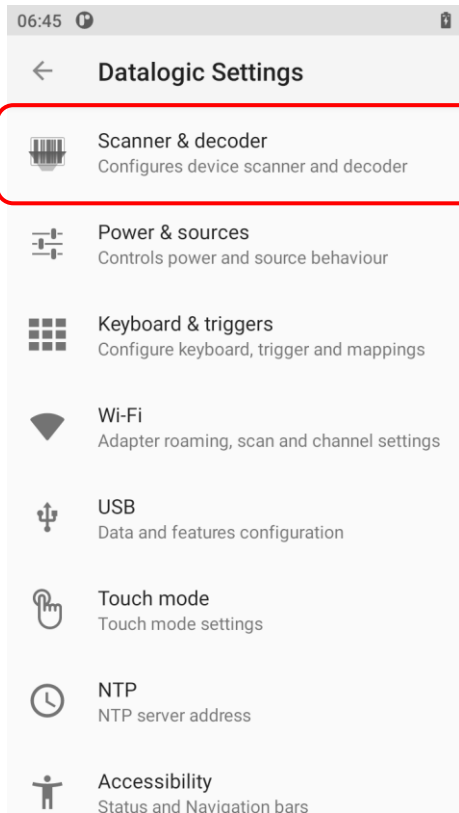 06:45
Datalogic Settings
Scanner & decoder
Configures device scanner and decoder
Power & sources
Controls power and source behaviour
Keyboard & triggers
Configure keyboard, trigger and mappings
Wi-Fi
Adapter roaming, scan and channel settings
USB
Data and features configuration
Touch mode
Touch mode settings
NTP
NTP server address
Accessibility
Status and Navigation bars